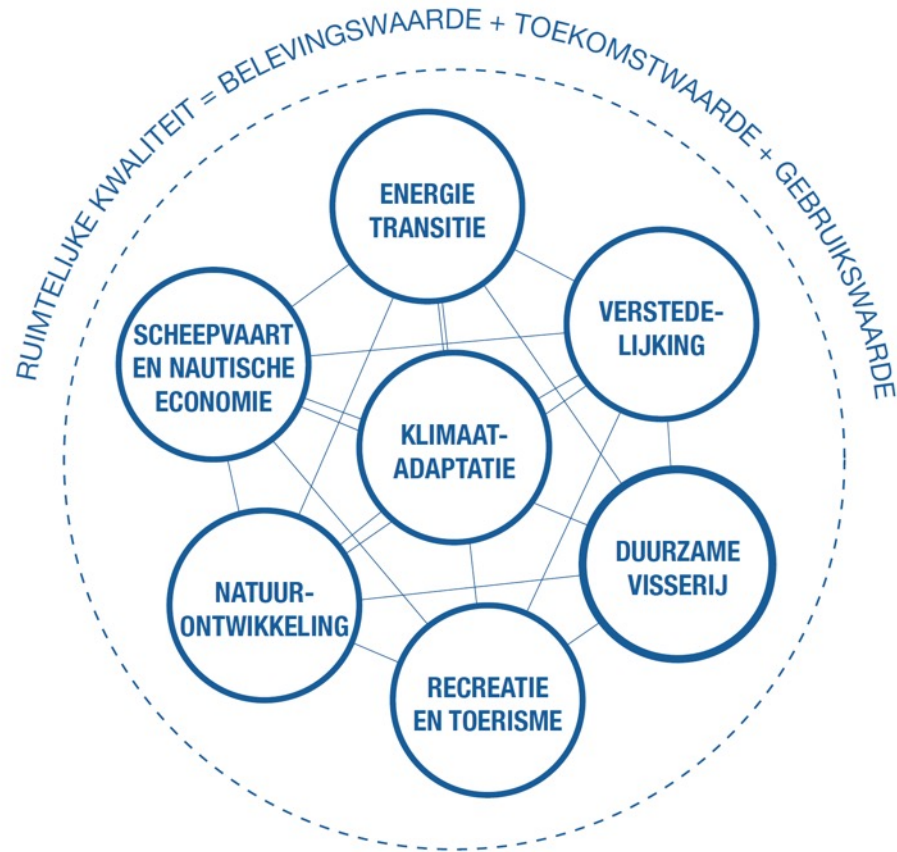 RUIMTELIJKE KWALITEIT = BELEVINGSWAARDE + TOEKOMSTWAARDE + GEBRUIKSWAARDE
ENERGIE
TRANSITIE
VERSTEDE-
LIJKING
SCHEEPVAART
EN NAUTISCHE
ECONOMIE
KLIMAAT-
ADAPTATIE
DUURZAME
VISSERIJ
NATUUR-
ONTWIKKELING
RECREATIE
EN TOERISME